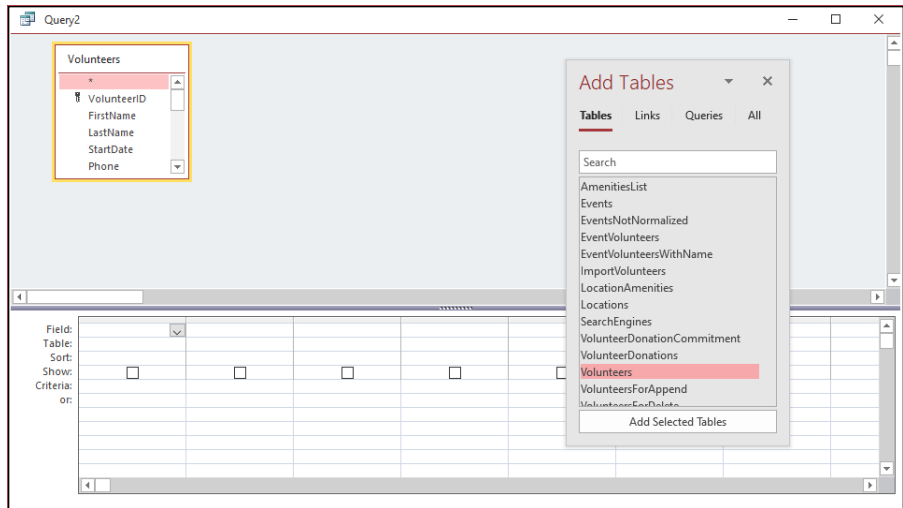 Query2
Volunteers
*
VolunteerID
FirstName
LastName
StartDate
Phone
Add Tables
Tables Links Queries All
Search
AmenitiesList
Events
EventsNotNormalized
EventVolunteers
EventVolunteersWithName
ImportVolunteers
LocationAmenities
Locations
SearchEngines
VolunteerDonationCommitment
VolunteerDonations
Volunteers
VolunteersForAppend
VolunteersForDelete
Add Selected Tables
Field:
Table:
Sort:
Show:
Criteria:
or: